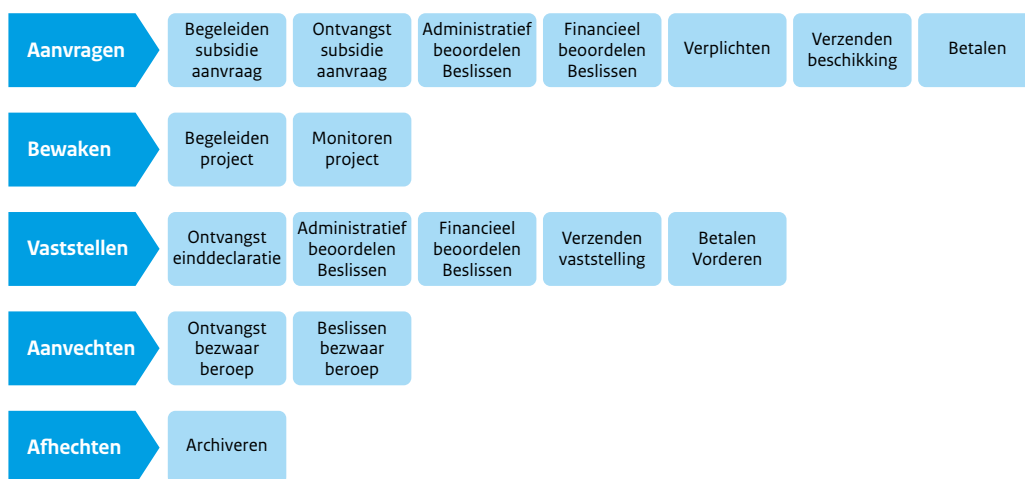 Aanvragen
Begeleiden
subsidie
aanvraag
Ontvangst
subsidie
aanvraag
Administratief
beoordelen
Beslissen
Financieel
beoordelen
Beslissen
Verplichten
Verzenden
beschikking
Betalen
Bewaken
Begeleiden
project
Monitoren
project
Vaststellen
Ontvangst
einddeclaratie
Administratief
beoordelen
Beslissen
Financieel
beoordelen
Beslissen
Verzenden
vaststelling
Betalen
Vorderen
Aanvechten
Ontvangst
bezwaar
beroep
Beslissen
bezwaar
beroep
Afhechten
Archiveren